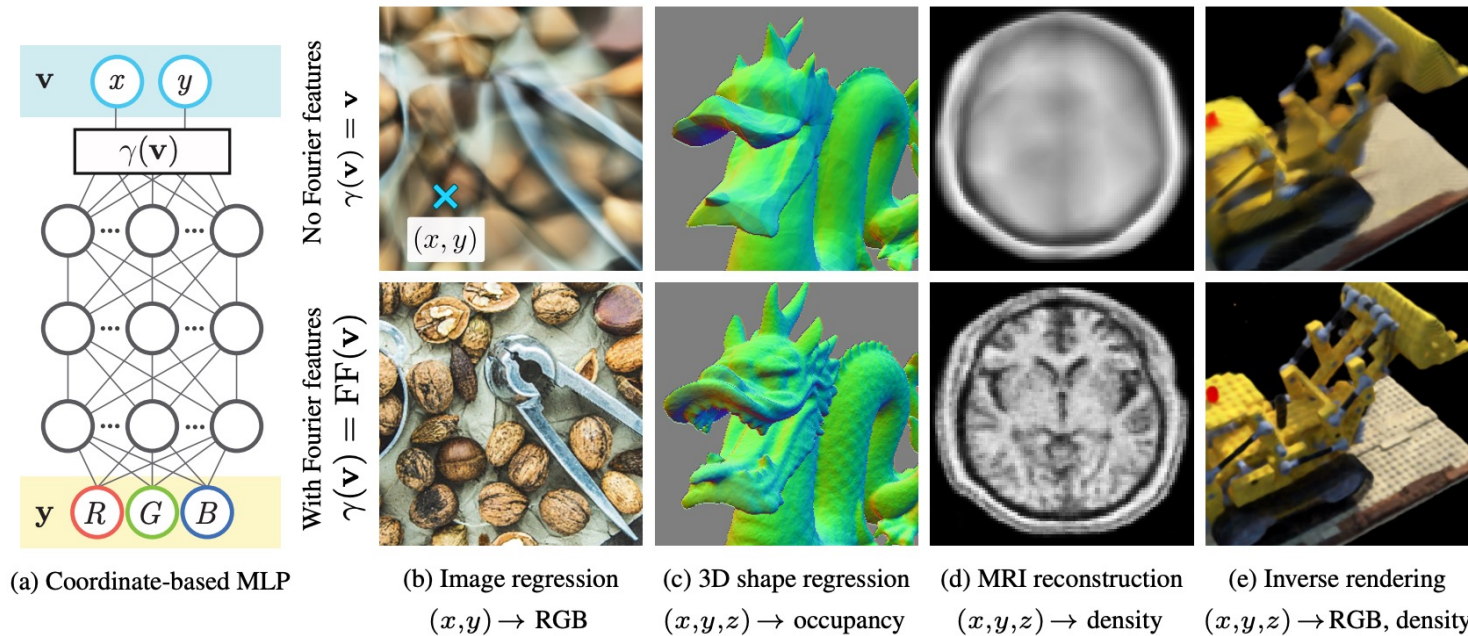 v
x
y
γ(v)
y
R
G
B
(a) Coordinate-based MLP
No Fourier features
γ(v) = v
With Fourier features
γ(v) = FF(v)
(x, y)
(b) Image regression
(x,y) → RGB
(c) 3D shape regression
(x,y,z) → occupancy
(d) MRI reconstruction
(x,y,z) → density
(e) Inverse rendering
(x,y,z) → RGB, density